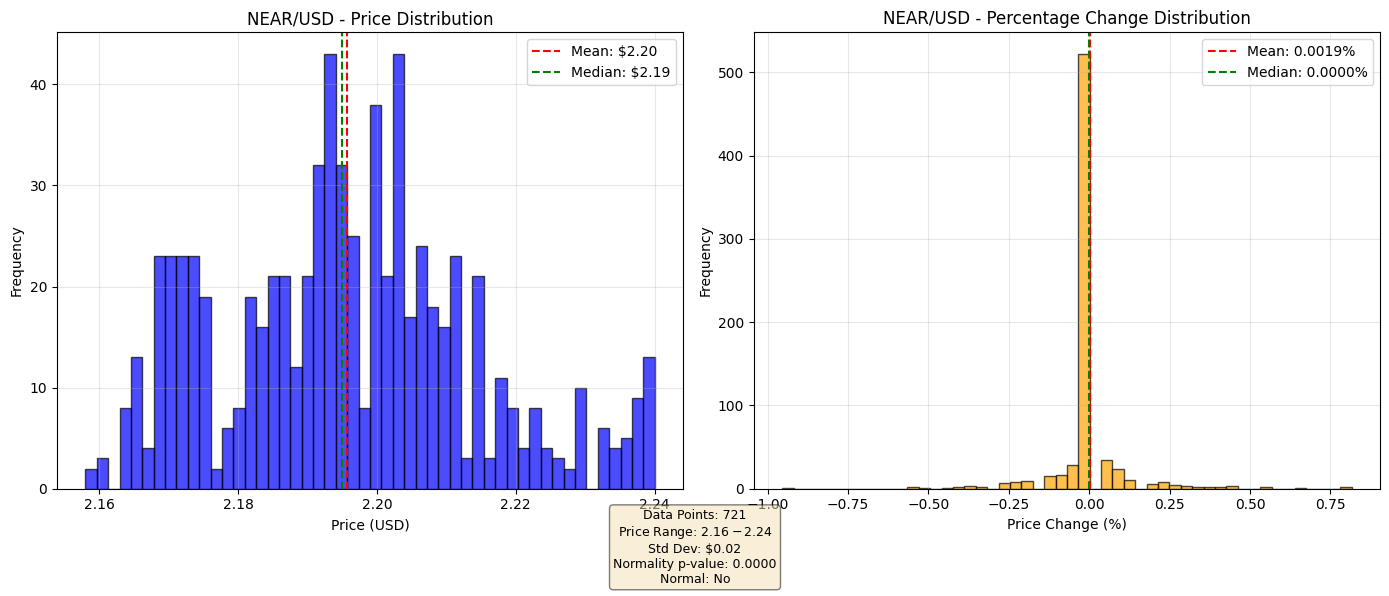 NEAR/USD - Price Distribution
Mean: $2.20
Median: $2.19
Frequency
40
30
20
10
0
2.16
2.18
2.20
2.22
2.24
Price (USD)
NEAR/USD - Percentage Change Distribution
Mean: 0.0019%
Median: 0.0000%
Frequency
500
400
300
200
100
0
−1.00
−0.75
−0.50
−0.25
0.00
0.25
0.50
0.75
Price Change (%)
Data Points: 721
Price Range: 2.16 − 2.24
Std Dev: $0.02
Normality p-value: 0.0000
Normal: No